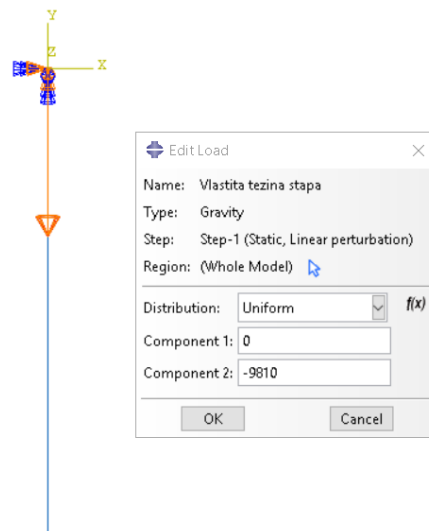 Y
Z
X
Edit Load
Name: Vlastita tezina stapa
Type: Gravity
Step: Step-1 (Static, Linear perturbation)
Region: (Whole Model)
Distribution: Uniform f(x)
Component 1: 0
Component 2: -9810
OK Cancel